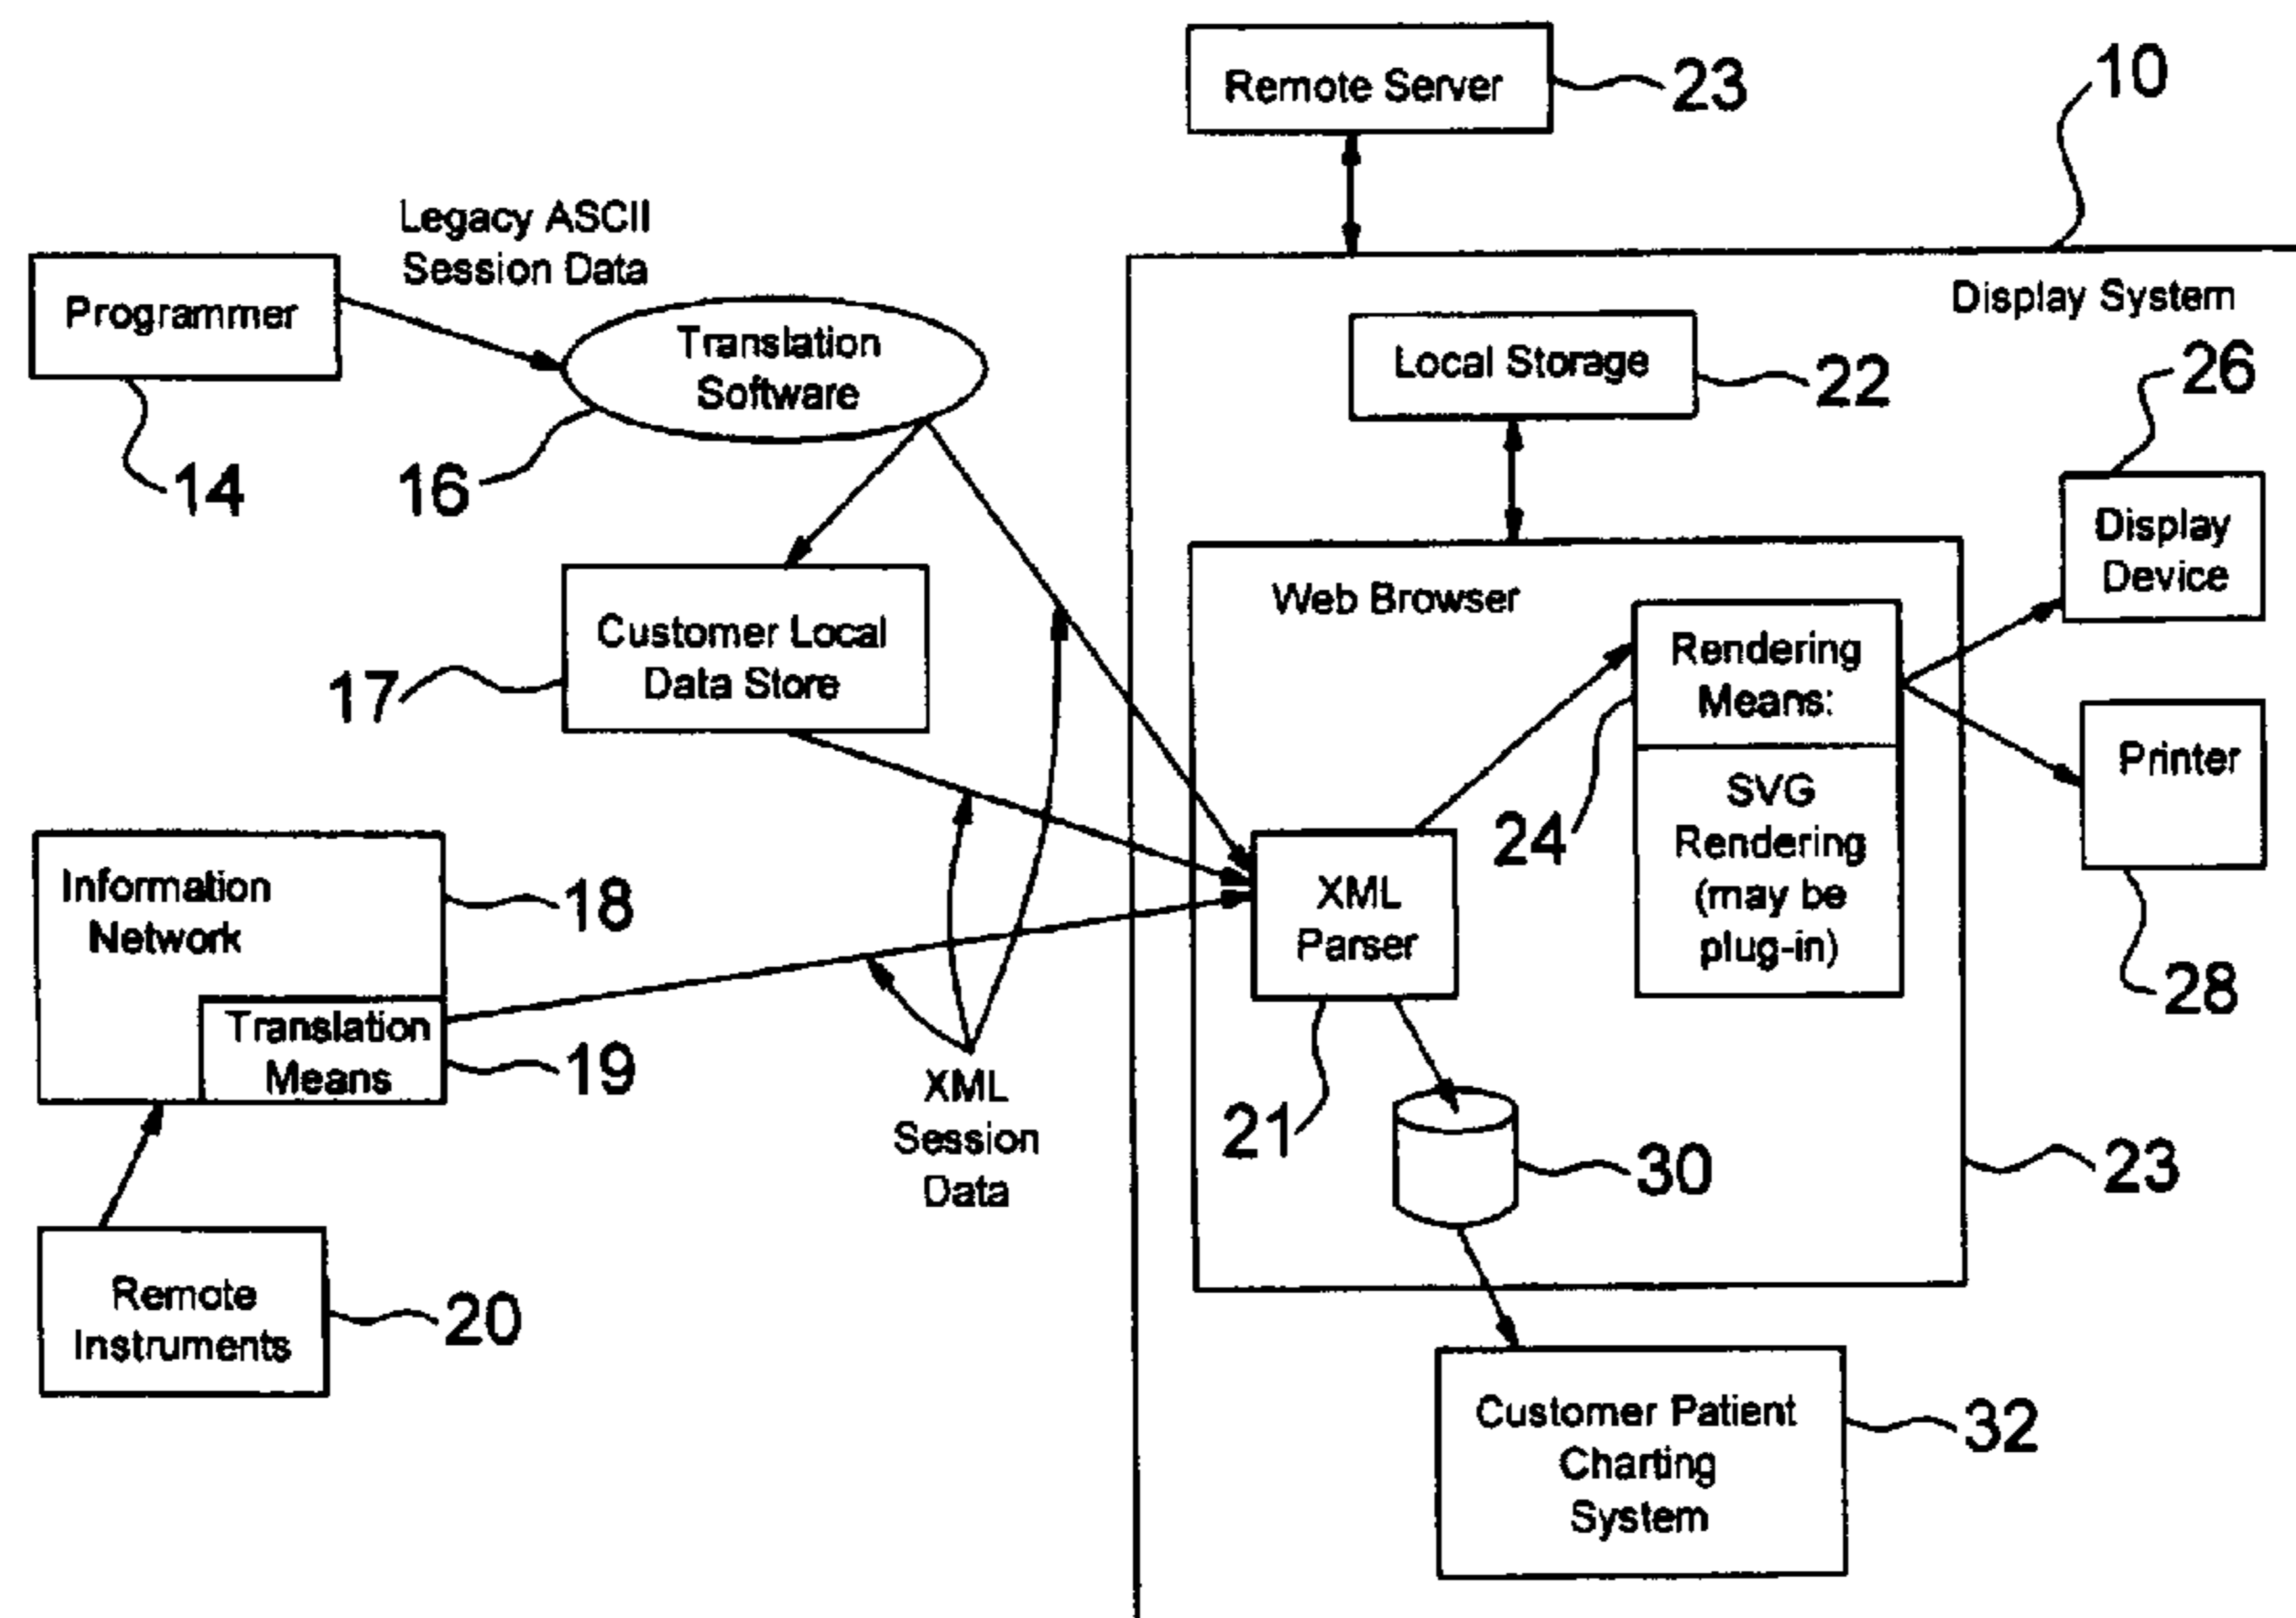 Remote Server
23
10
Legacy ASCII
Session Data
Display System
Programmer
Translation
Software
Local Storage
22
26
14
16
Display
Device
Web Browser
Customer Local
Data Store
17
Rendering
Means:
24
Printer
SVG
Rendering
(may be
plug-in)
28
Information
Network
18
XML
Parser
21
Translation
Means
19
XML
Session
Data
30
23
Remote
Instruments
20
Customer Patient
Charting
System
32